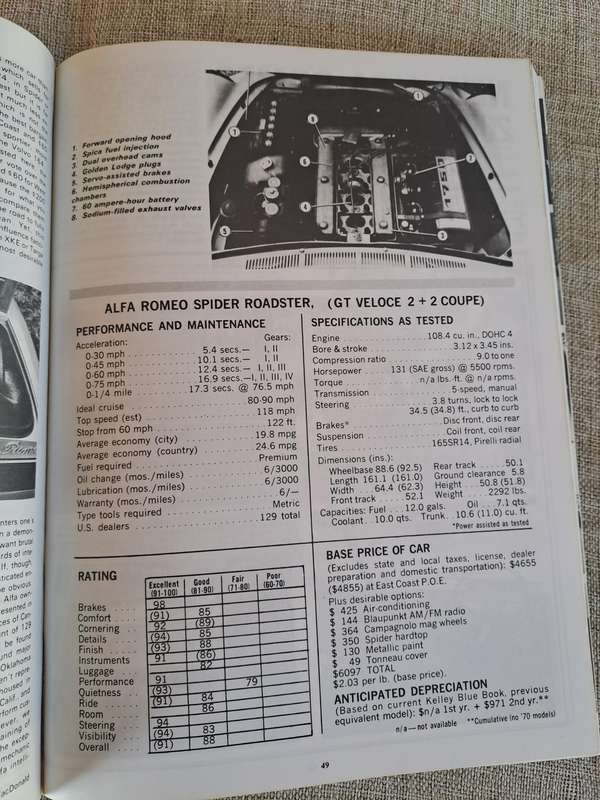 1. Forward opening hood
2. Spica fuel injection
3. Dual overhead cams
4. Golden Lodge plugs
5. Servo-assisted brakes
6. Hemispherical combustion
chambers
7. 60 ampere-hour battery
8. Sodium-filled exhaust valves
ALFA ROMEO SPIDER ROADSTER, (GT VELOCE 2 + 2 COUPE)
PERFORMANCE AND MAINTENANCE
Acceleration: Gears:
0-30 mph 5.4 secs.— I, II
0-45 mph 10.1 secs.— I, II
0-60 mph 12.4 secs.— I, II, III
0-75 mph 16.9 secs.—I, II, III, IV
0-1/4 mile 17.3 secs. @ 76.5 mph
Ideal cruise 80-90 mph
Top speed (est) 118 mph
Stop from 60 mph 122 ft.
Average economy (city) 19.8 mpg
Average economy (country) 24.6 mpg
Fuel required Premium
Oil change (mos./miles) 6/3000
Lubrication (mos./miles) 6/3000
Warranty (mos./miles) 6/—
Type tools required Metric
U.S. dealers 129 total
SPECIFICATIONS AS TESTED
Engine 108.4 cu. in., DOHC 4
Bore & stroke 3.12 x 3.45 ins.
Compression ratio 9.0 to one
Horsepower 131 (SAE gross) @ 5500 rpms.
Torque n/a lbs.-ft. @ n/a rpms.
Transmission 5-speed, manual
Steering 3.8 turns, lock to lock
34.5 (34.8) ft., curb to curb
Brakes* Disc front, disc rear
Suspension Coil front, coil rear
Tires 165SR14, Pirelli radial
Dimensions (ins.):
Wheelbase 88.6 (92.5) Rear track 50.1
Length 161.1 (161.0) Ground clearance 5.8
Width 64.4 (62.3) Height 50.8 (51.8)
Front track 52.1 Weight 2292 lbs.
Capacities: Fuel 12.0 gals. Oil 7.1 qts.
Coolant 10.0 qts. Trunk 10.6 (11.0) cu. ft.
*Power assisted as tested
RATING
Excellent Good Fair Poor
(91-100) (81-90) (71-80) (60-70)
Brakes 98
Comfort (91) 85
Cornering 92 (89)
Details (94) 85
Finish (93) 88
Instruments 91 (86)
Luggage 82
Performance 91 79
Quietness (93)
Ride 84
Room 86
Steering 94
Visibility (94) 83
Overall (91) 88
BASE PRICE OF CAR
(Excludes state and local taxes, license, dealer
preparation and domestic transportation): $4655
($4855) at East Coast P.O.E.
Plus desirable options:
$ 425 Air-conditioning
$ 144 Blaupunkt AM/FM radio
$ 364 Campagnolo mag wheels
$ 350 Spider hardtop
$ 130 Metallic paint
$ 49 Tonneau cover
$6097 TOTAL
$2.03 per lb. (base price).
ANTICIPATED DEPRECIATION
(Based on current Kelley Blue Book, previous
equivalent model): $n/a 1st yr. + $971 2nd yr.**
n/a—not available **Cumulative (no '70 models)
49